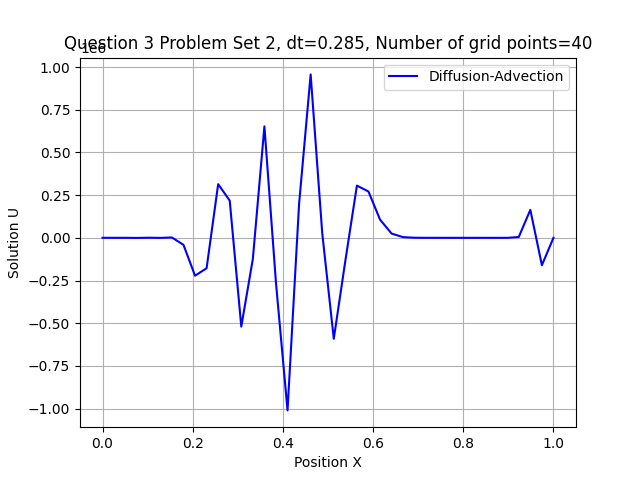 Question 3 Problem Set 2, dt=0.285, Number of grid points=40
1e6
Diffusion-Advection
1.00
0.75
0.50
0.25
0.00
−0.25
−0.50
−0.75
−1.00
Solution U
0.0 0.2 0.4 0.6 0.8 1.0
Position X